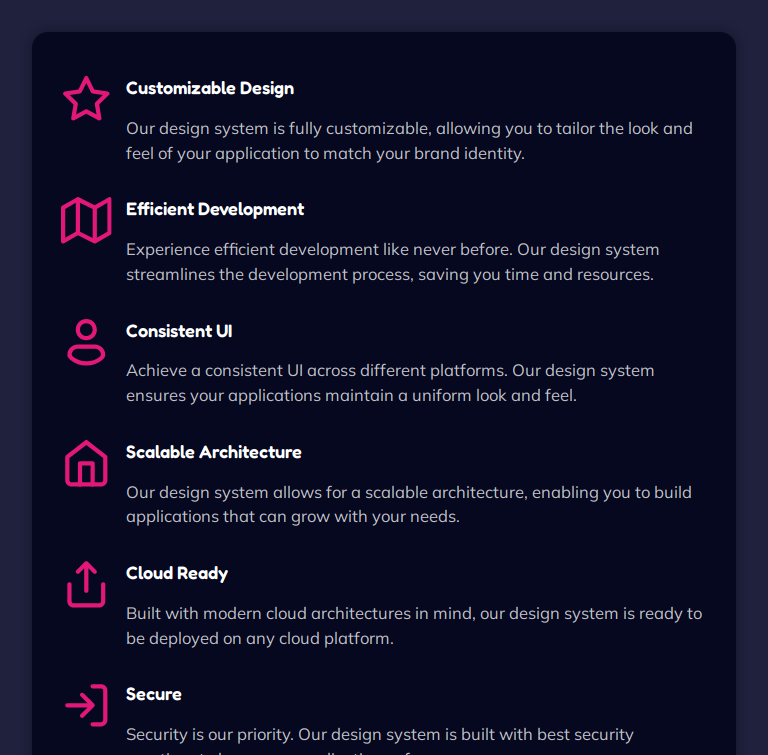 Customizable Design
Our design system is fully customizable, allowing you to tailor the look and
feel of your application to match your brand identity.
Efficient Development
Experience efficient development like never before. Our design system
streamlines the development process, saving you time and resources.
Consistent UI
Achieve a consistent UI across different platforms. Our design system
ensures your applications maintain a uniform look and feel.
Scalable Architecture
Our design system allows for a scalable architecture, enabling you to build
applications that can grow with your needs.
Cloud Ready
Built with modern cloud architectures in mind, our design system is ready to
be deployed on any cloud platform.
Secure
Security is our priority. Our design system is built with best security